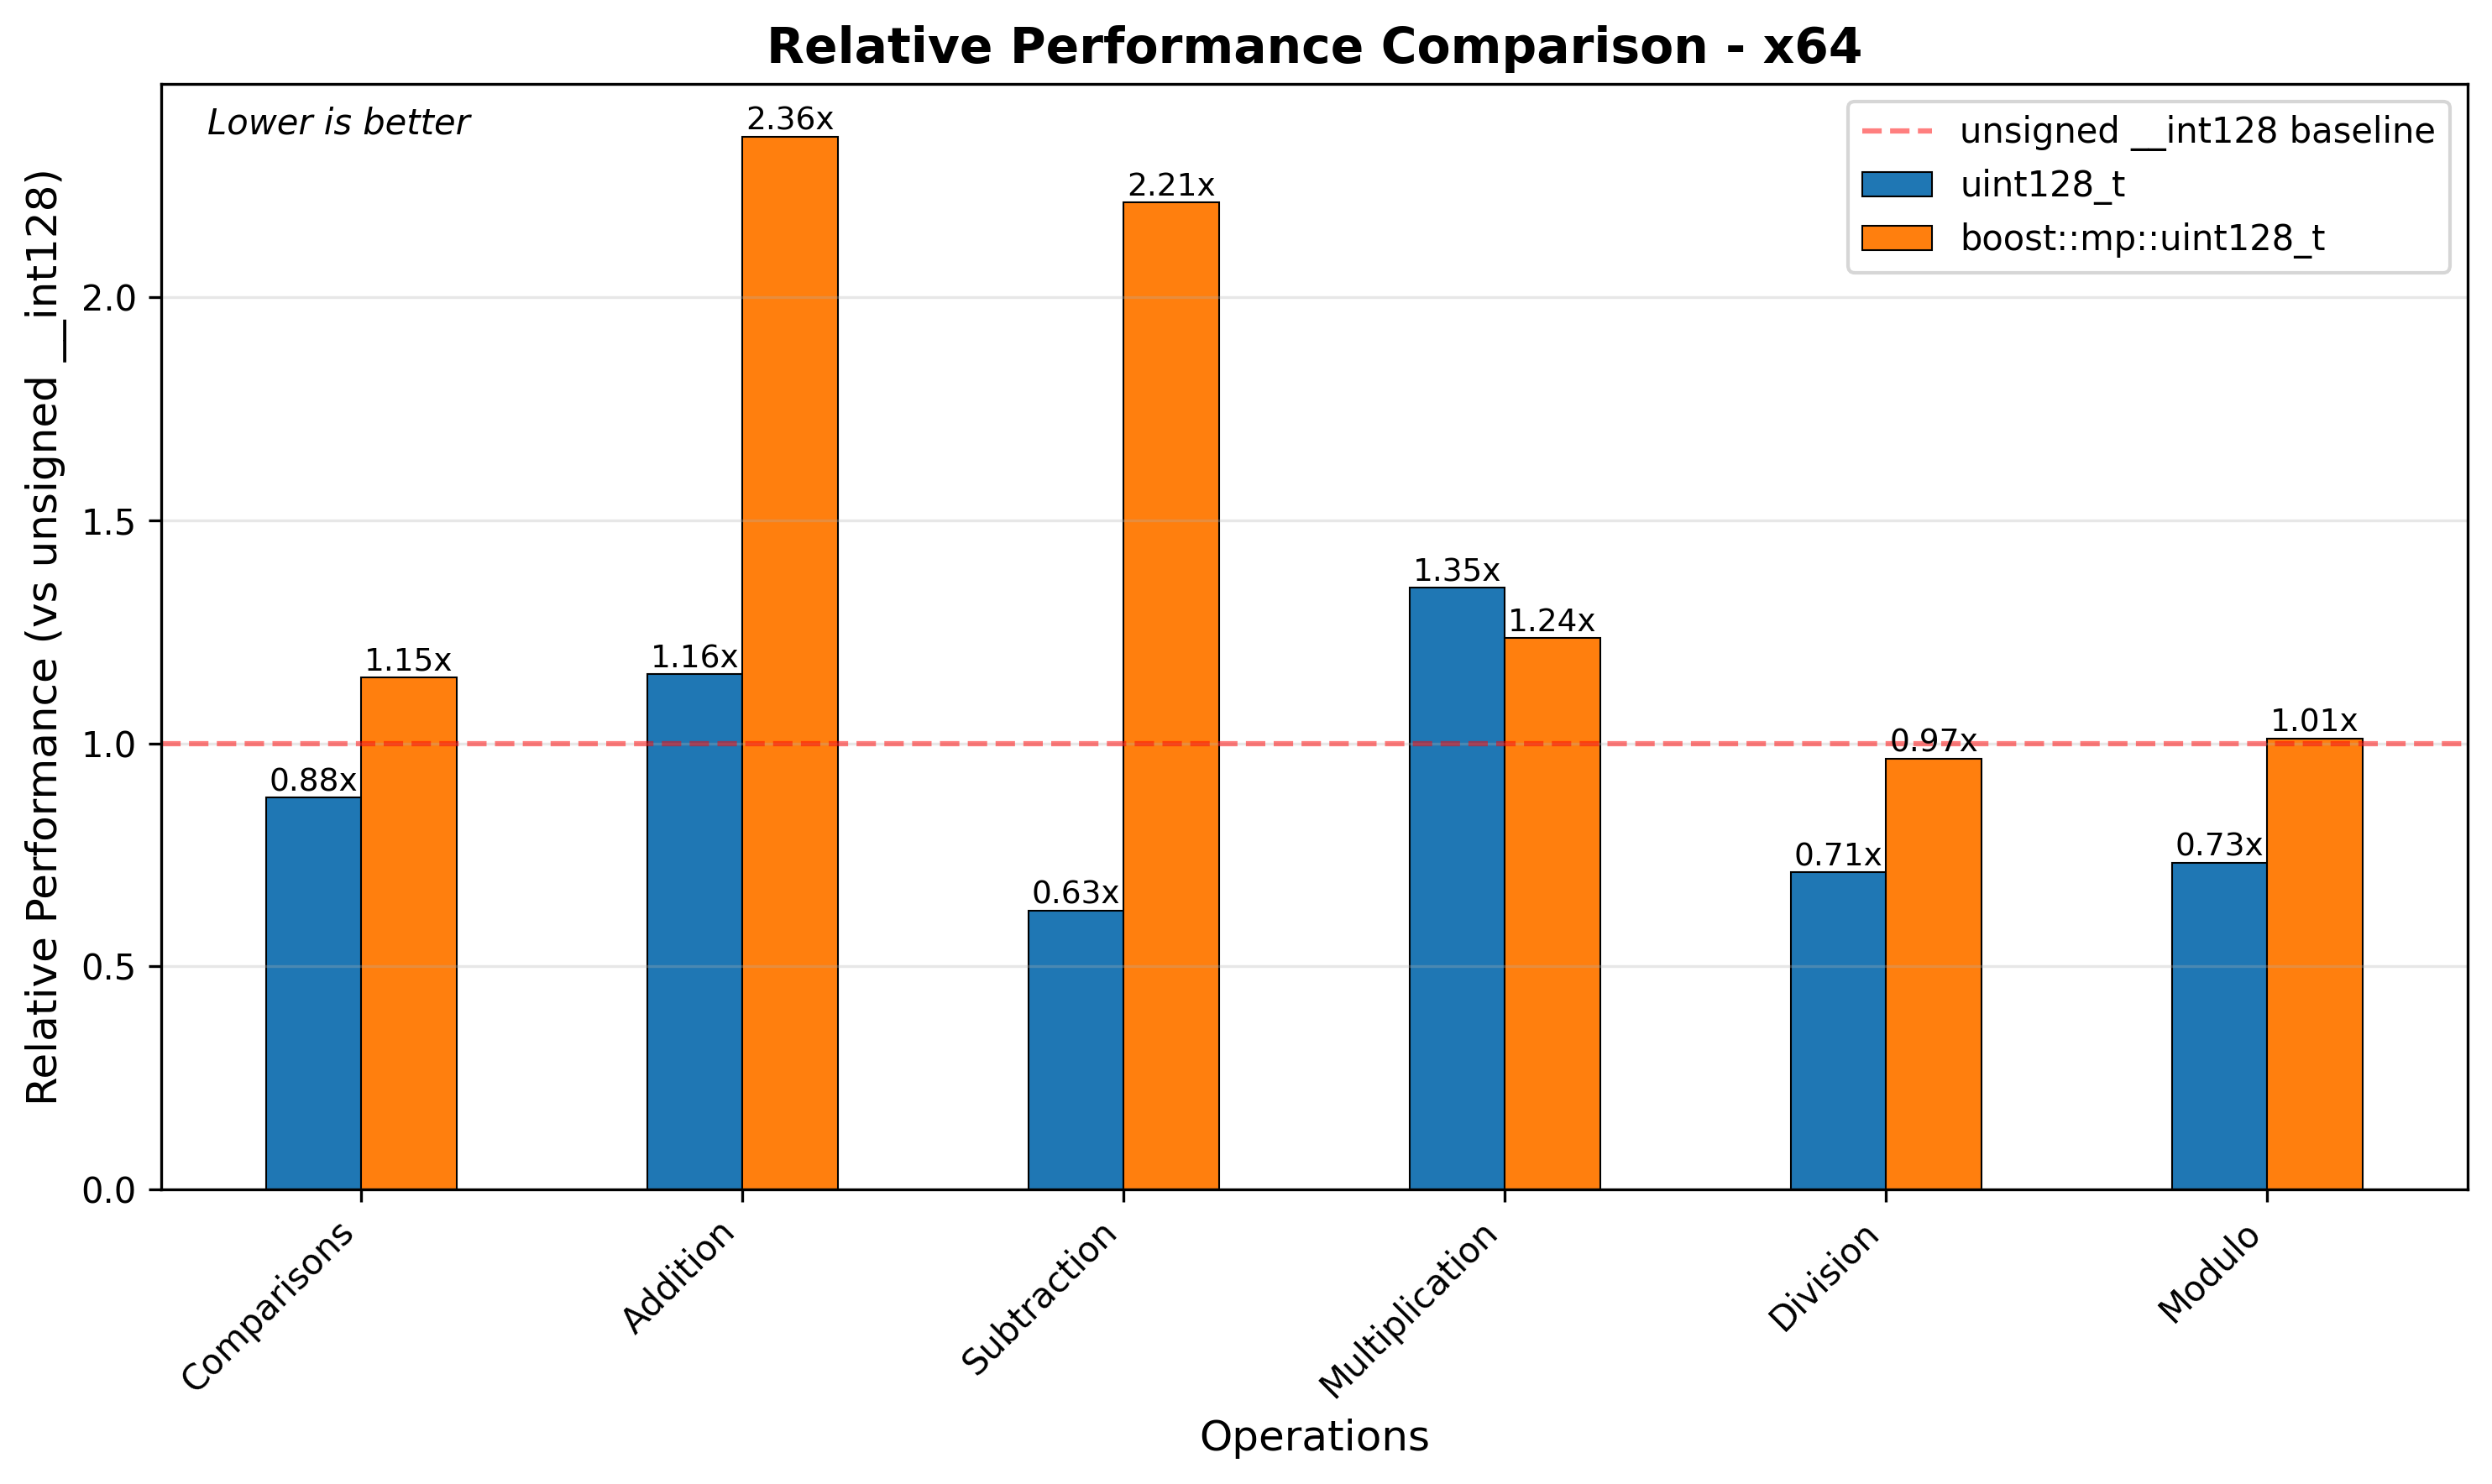 Relative Performance Comparison - x64
Lower is better
unsigned __int128 baseline
uint128_t
boost::mp::uint128_t
Relative Performance (vs unsigned __int128)
2.0
1.5
1.0
0.5
0.0
0.88x
1.15x
1.16x
2.36x
0.63x
2.21x
1.35x
1.24x
0.71x
0.97x
0.73x
1.01x
Comparisons
Addition
Subtraction
Multiplication
Division
Modulo
Operations